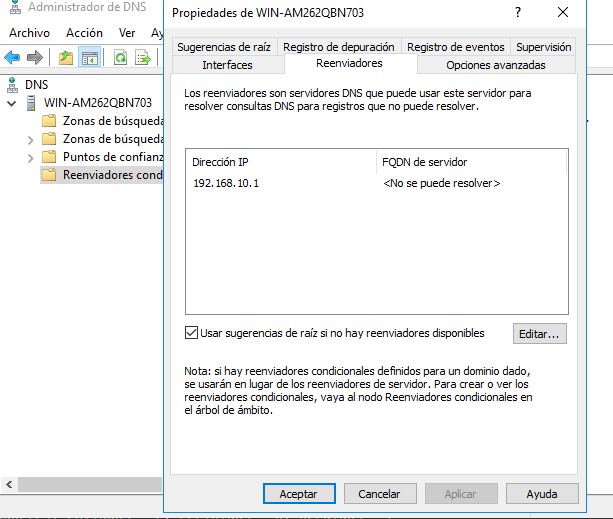 Administrador de DNS
Propiedades de WIN-AM262QBN703
?
Archivo Acción Ver Ay
Sugerencias de raíz Registro de depuración Registro de eventos Supervisión
Interfaces Reenviadores Opciones avanzadas
DNS
WIN-AM262QBN703
Zonas de búsqueda
Zonas de búsqueda
Puntos de confianz
Reenviadores cond
Los reenviadores son servidores DNS que puede usar este servidor para
resolver consultas DNS para registros que no puede resolver.
Dirección IP FQDN de servidor
192.168.10.1 <No se puede resolver>
Usar sugerencias de raíz si no hay reenviadores disponibles
Editar...
Nota: si hay reenviadores condicionales definidos para un dominio dado,
se usarán en lugar de los reenviadores de servidor. Para crear o ver los
reenviadores condicionales, vaya al nodo Reenviadores condicionales en
el árbol de ámbito.
Aceptar Cancelar Aplicar Ayuda